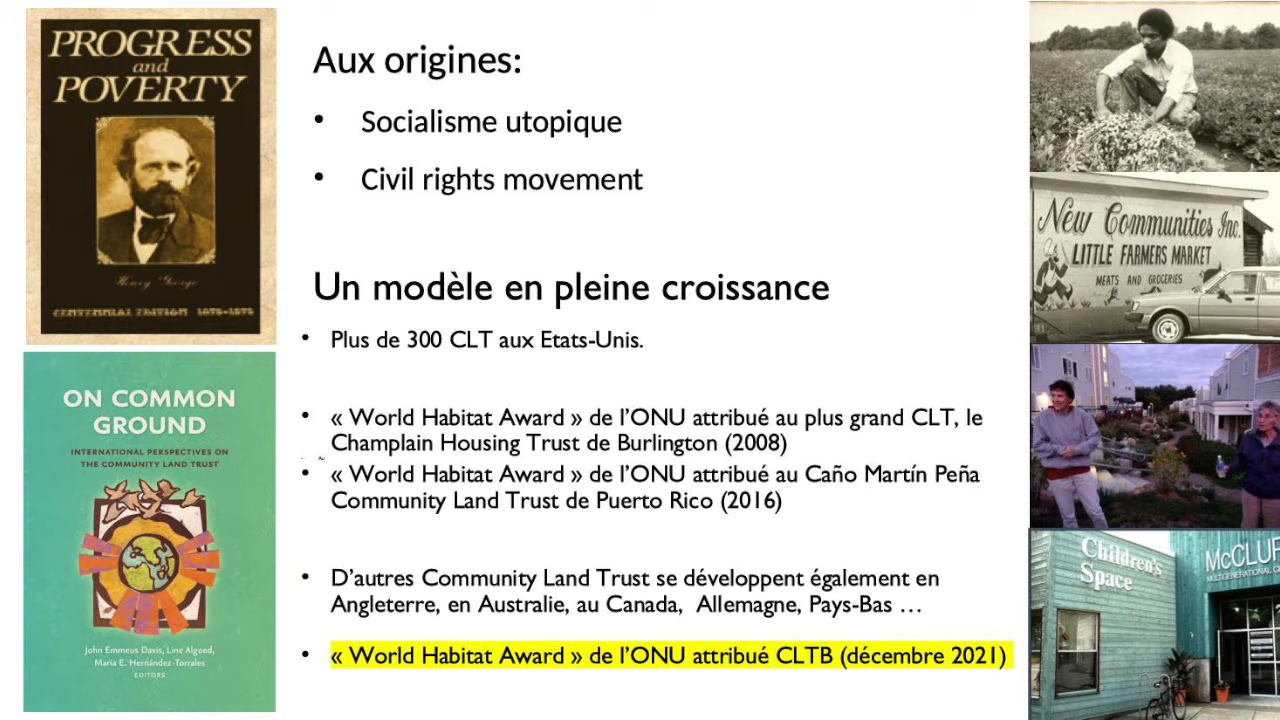 PROGRESS
and
POVERTY
Henry George
CENTENNIAL EDITION 1879-1979
ON COMMON
GROUND
INTERNATIONAL PERSPECTIVES ON
THE COMMUNITY LAND TRUST
John Emmeus Davis, Line Algoed,
María E. Hernández-Torrales
EDITORS
Aux origines:
• Socialisme utopique
• Civil rights movement
Un modèle en pleine croissance
• Plus de 300 CLT aux Etats-Unis.
• « World Habitat Award » de l’ONU attribué au plus grand CLT, le
Champlain Housing Trust de Burlington (2008)
• « World Habitat Award » de l’ONU attribué au Caño Martín Peña
Community Land Trust de Puerto Rico (2016)
• D’autres Community Land Trust se développent également en
Angleterre, en Australie, au Canada, Allemagne, Pays-Bas …
• « World Habitat Award » de l’ONU attribué CLTB (décembre 2021)
New Communities Inc.
LITTLE FARMERS MARKET
MEATS AND GROCERIES
Children's
Space
McCLUR
MULTIGENERATIONAL